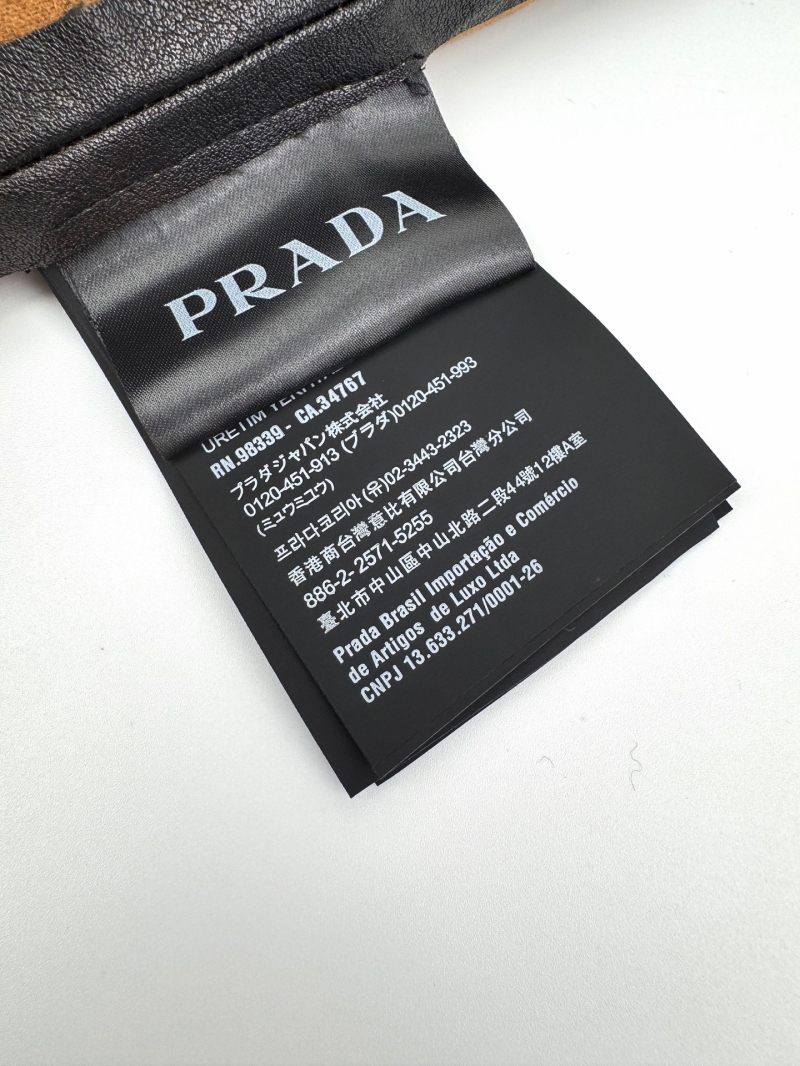 PRADA
ÜRETİM YERİ
RN.98339 - CA.34767
プラダジャパン株式会社
0120-451-913 (プラダ)0120-451-993
(ミュウミュウ)
프라다코리아(유)02-3443-2323
香港商台灣意比有限公司台灣分公司
886-2- 2571-5255
臺北市中山區中山北路二段44號12樓A室
Prada Brasil Importação e Comércio
de Artigos de Luxo Ltda
CNPJ 13.633.271/0001-26